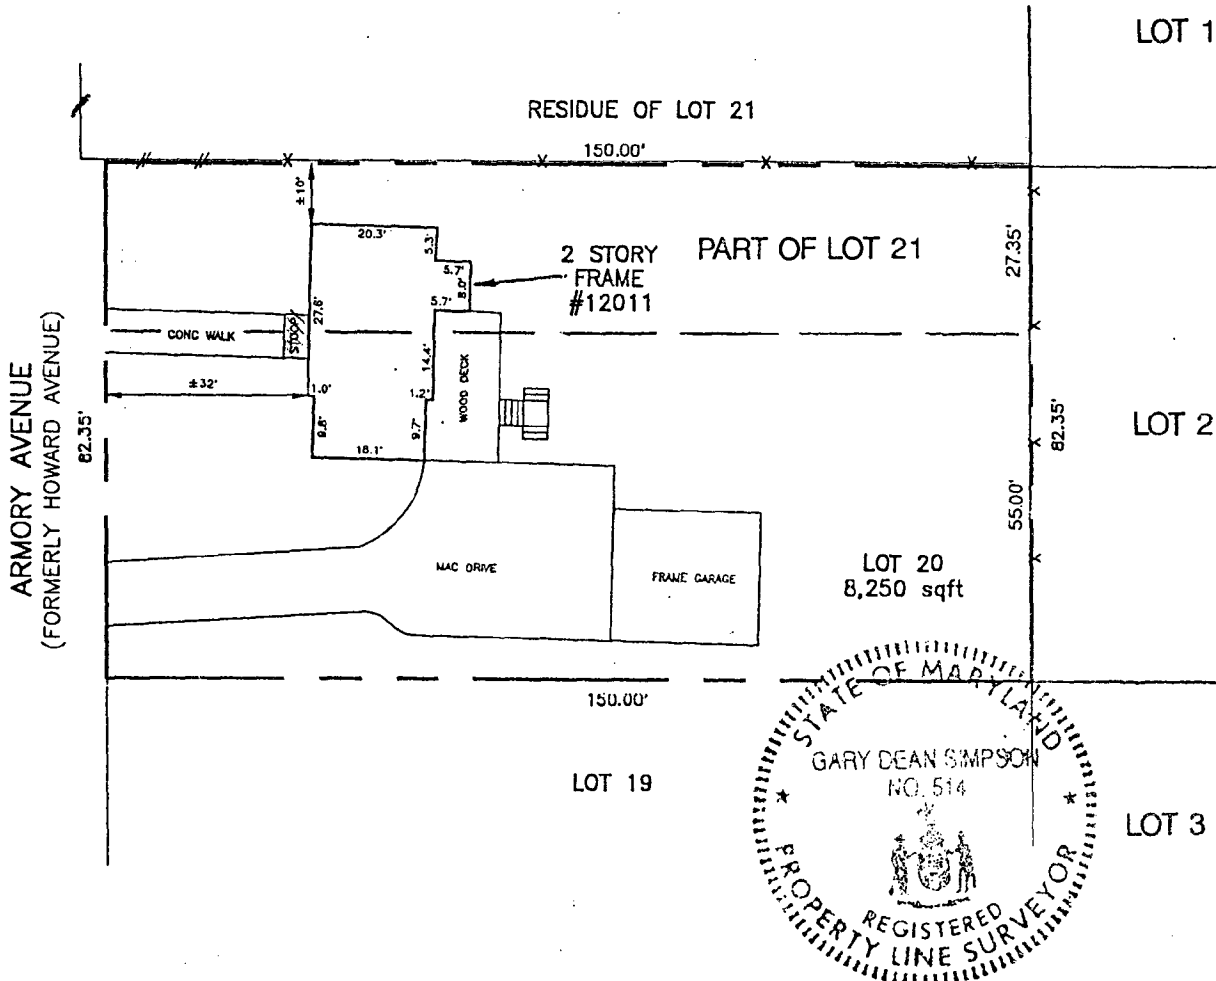 LOT 1
RESIDUE OF LOT 21
150.00'
±10'
20.3'
5.3'
5.7'
8.0'
5.7'
2 STORY
FRAME
#12011
PART OF LOT 21
27.35'
27.6'
CONC WALK
STOOP
14.4'
WOOD DECK
±32'
1.0'
1.2'
9.8'
9.7'
18.1'
ARMORY AVENUE
(FORMERLY HOWARD AVENUE)
82.35'
82.35'
LOT 2
55.00'
MAC DRIVE
FRAME GARAGE
LOT 20
8,250 sqft
150.00'
LOT 19
STATE OF MARYLAND
GARY DEAN SIMPSON
NO. 514
REGISTERED
PROPERTY LINE SURVEYOR
LOT 3